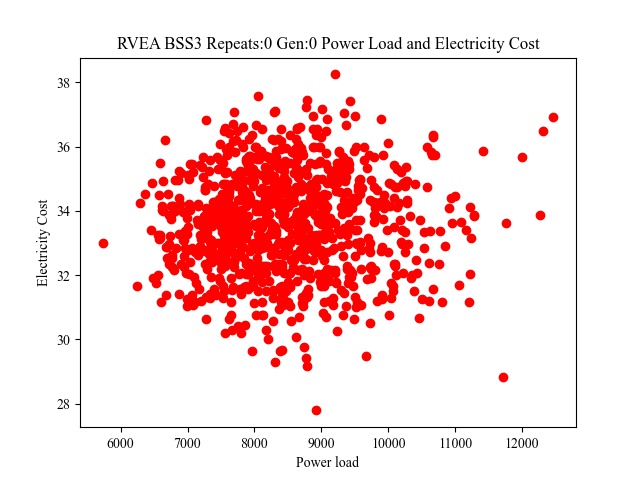 RVEA BSS3 Repeats:0 Gen:0 Power Load and Electricity Cost
38
36
34
32
30
28
Electricity Cost
6000 7000 8000 9000 10000 11000 12000
Power load